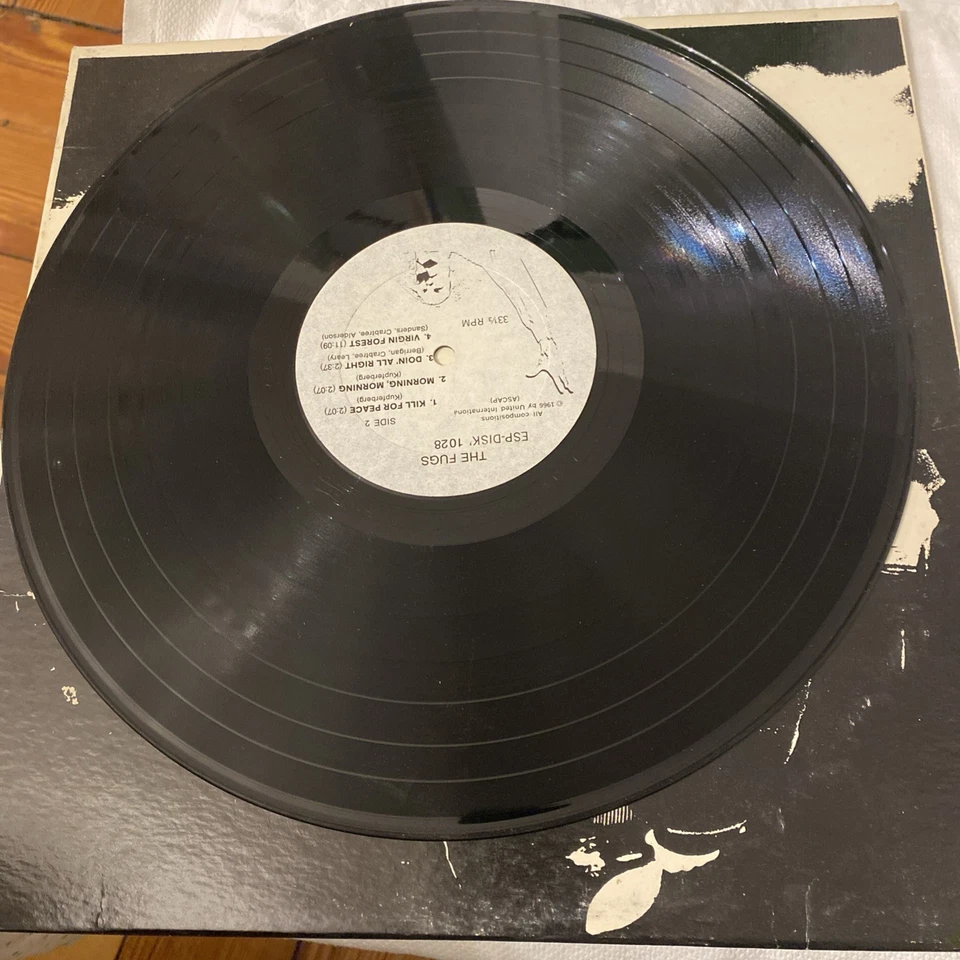 THE FUGS
ESP-DISK' 1028
All compositions
© 1966 by United Internationa
(ASCAP)
SIDE 2
1. KILL FOR PEACE (2:07)
(Kupferberg)
2. MORNING, MORNING (2:07)
(Kupferberg)
3. DOIN' ALL RIGHT (2:37)
(Berrigan, Crabtree, Leary)
4. VIRGIN FOREST (11:09)
(Sanders, Crabtree, Alderson)
33⅓ RPM